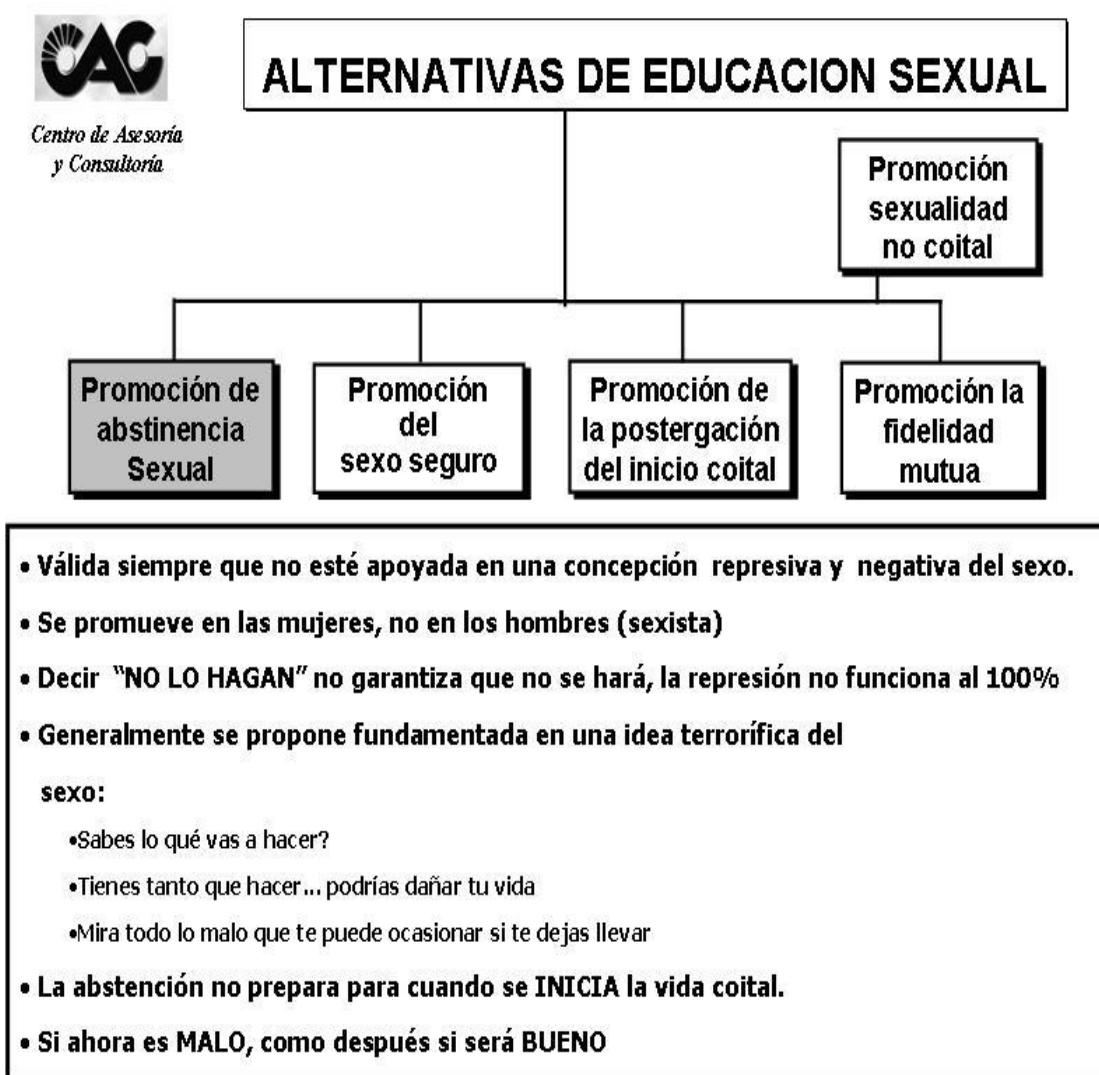 CAC
Centro de Asesoría
y Consultoría
ALTERNATIVAS DE EDUCACION SEXUAL
Promoción
sexualidad
no coital
Promoción de
abstinencia
Sexual
Promoción
del
sexo seguro
Promoción de
la postergación
del inicio coital
Promoción la
fidelidad
mutua
• Válida siempre que no esté apoyada en una concepción represiva y negativa del sexo.
• Se promueve en las mujeres, no en los hombres (sexista)
• Decir “NO LO HAGAN” no garantiza que no se hará, la represión no funciona al 100%
• Generalmente se propone fundamentada en una idea terrorífica del
sexo:
•Sabes lo qué vas a hacer?
•Tienes tanto que hacer... podrías dañar tu vida
•Mira todo lo malo que te puede ocasionar si te dejas llevar
• La abstención no prepara para cuando se INICIA la vida coital.
• Si ahora es MALO, como después si será BUENO